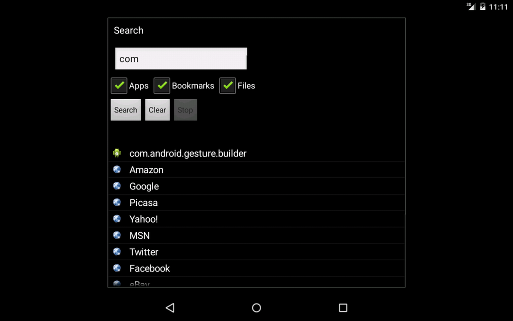 11:11
Search
com
Apps Bookmarks Files
Search Clear Stop
com.android.gesture.builder
Amazon
Google
Picasa
Yahoo!
MSN
Twitter
Facebook
eBay